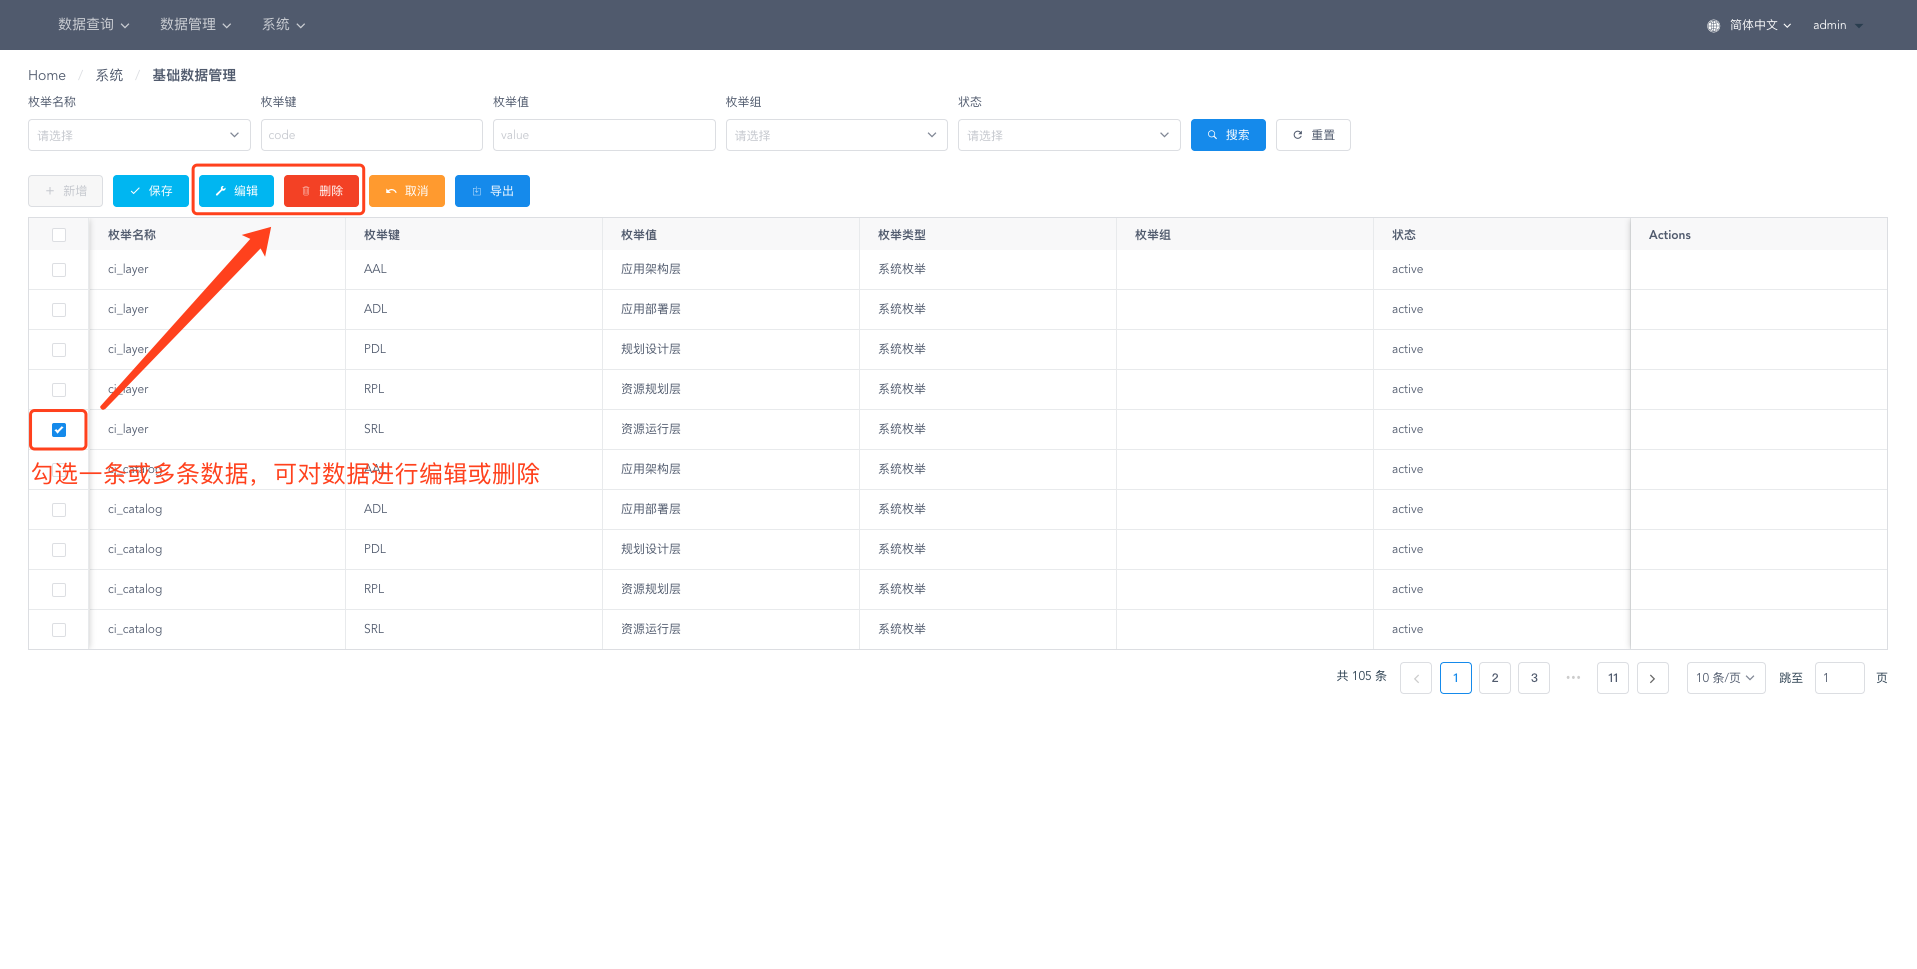 数据查询 数据管理 系统 简体中文 admin
Home / 系统 / 基础数据管理
枚举名称 枚举键 枚举值 枚举组 状态
请选择 code value 请选择 请选择 搜索 重置
新增 保存 编辑 删除 取消 导出
枚举名称 枚举键 枚举值 枚举类型 枚举组 状态 Actions
ci_layer AAL 应用架构层 系统枚举 active
ci_layer ADL 应用部署层 系统枚举 active
ci_layer PDL 规划设计层 系统枚举 active
ci_layer RPL 资源规划层 系统枚举 active
ci_layer SRL 资源运行层 系统枚举 active
ci_catalog AAL 应用架构层 系统枚举 active
勾选一条或多条数据，可对数据进行编辑或删除
ci_catalog ADL 应用部署层 系统枚举 active
ci_catalog PDL 规划设计层 系统枚举 active
ci_catalog RPL 资源规划层 系统枚举 active
ci_catalog SRL 资源运行层 系统枚举 active
共 105 条 1 2 3 ••• 11 10 条/页 跳至 1 页